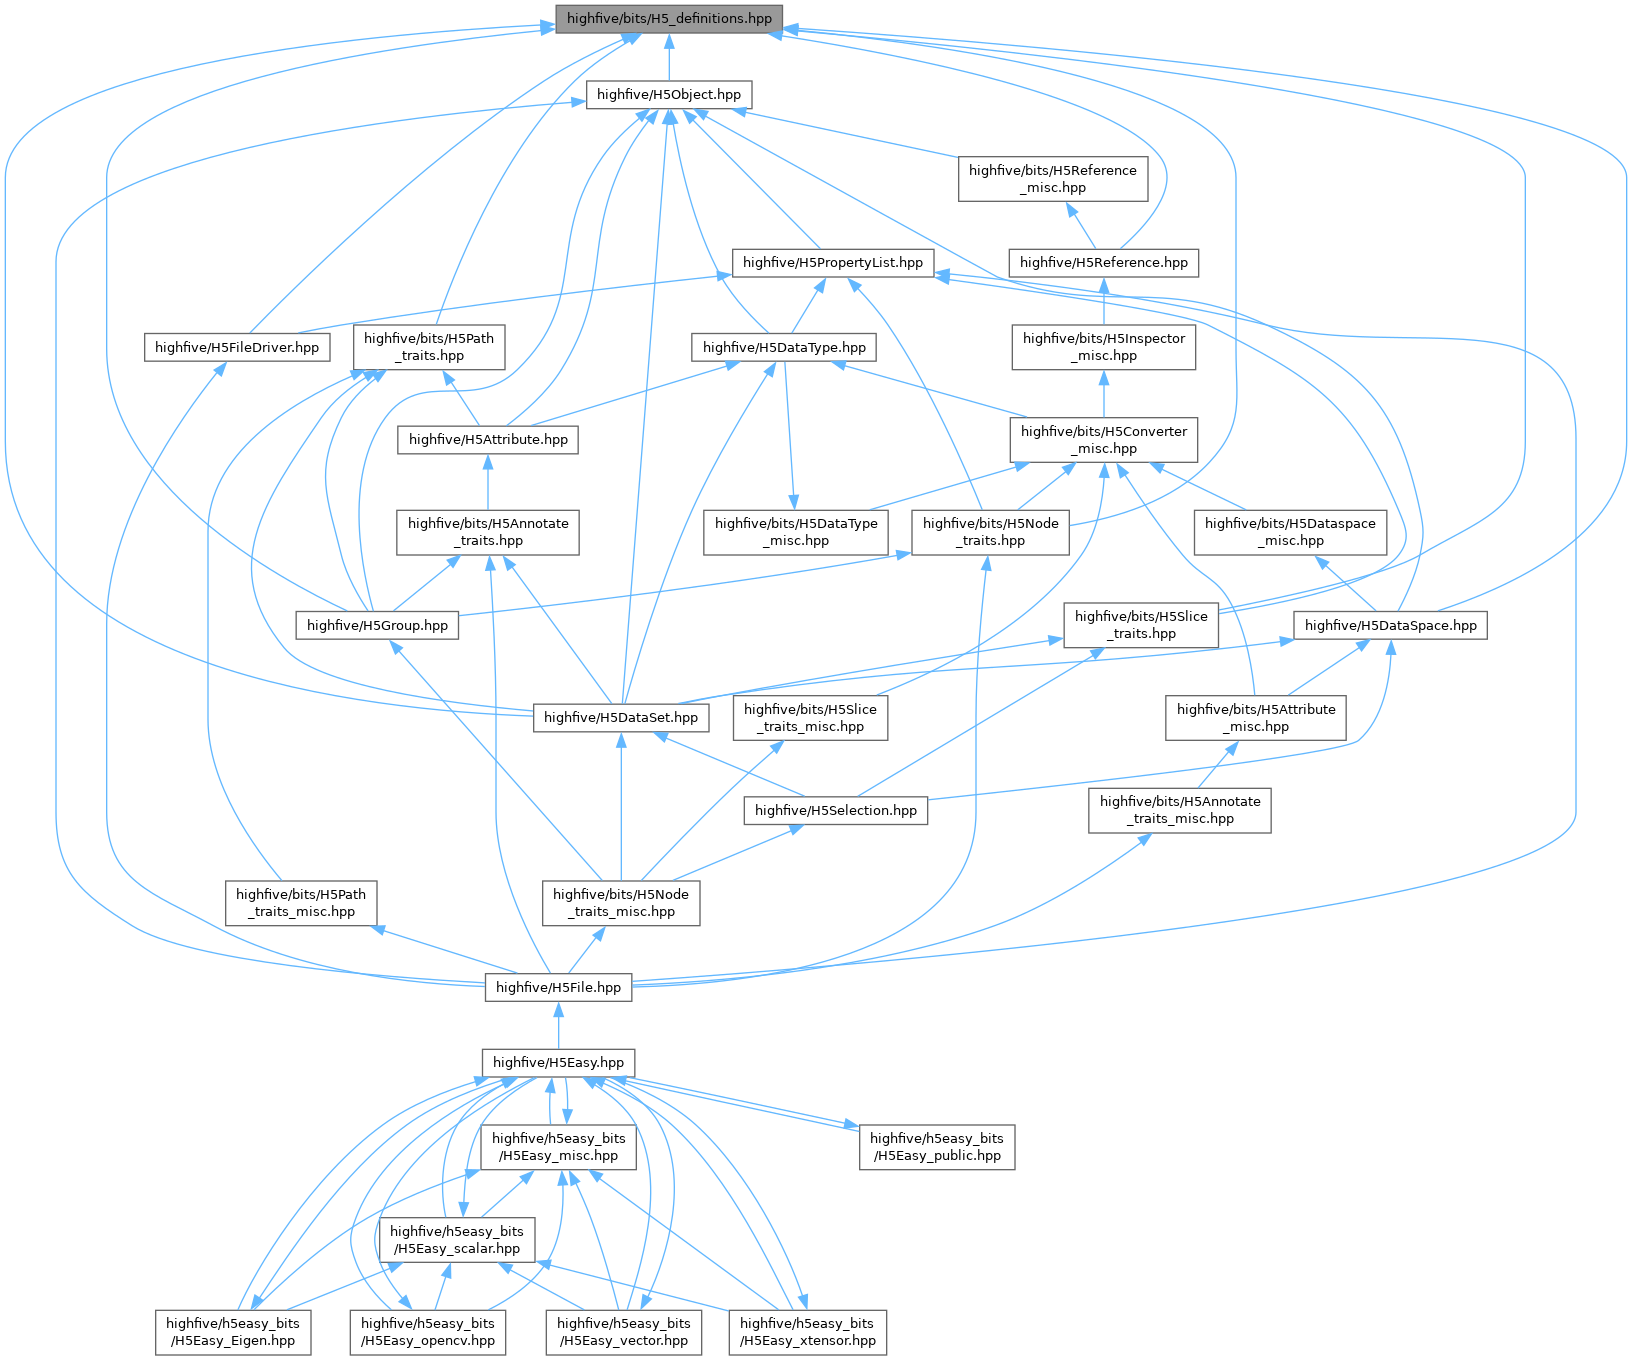 highfive/bits/H5_definitions.hpp
highfive/H5Object.hpp
highfive/bits/H5Reference
_misc.hpp
highfive/H5PropertyList.hpp
highfive/H5Reference.hpp
highfive/H5FileDriver.hpp
highfive/bits/H5Path
_traits.hpp
highfive/H5DataType.hpp
highfive/bits/H5Inspector
_misc.hpp
highfive/H5Attribute.hpp
highfive/bits/H5Converter
_misc.hpp
highfive/bits/H5Annotate
_traits.hpp
highfive/bits/H5DataType
_misc.hpp
highfive/bits/H5Node
_traits.hpp
highfive/bits/H5Dataspace
_misc.hpp
highfive/H5Group.hpp
highfive/bits/H5Slice
_traits.hpp
highfive/H5DataSpace.hpp
highfive/H5DataSet.hpp
highfive/bits/H5Slice
_traits_misc.hpp
highfive/bits/H5Attribute
_misc.hpp
highfive/H5Selection.hpp
highfive/bits/H5Annotate
_traits_misc.hpp
highfive/bits/H5Path
_traits_misc.hpp
highfive/bits/H5Node
_traits_misc.hpp
highfive/H5File.hpp
highfive/H5Easy.hpp
highfive/h5easy_bits
/H5Easy_misc.hpp
highfive/h5easy_bits
/H5Easy_public.hpp
highfive/h5easy_bits
/H5Easy_scalar.hpp
highfive/h5easy_bits
/H5Easy_Eigen.hpp
highfive/h5easy_bits
/H5Easy_opencv.hpp
highfive/h5easy_bits
/H5Easy_vector.hpp
highfive/h5easy_bits
/H5Easy_xtensor.hpp